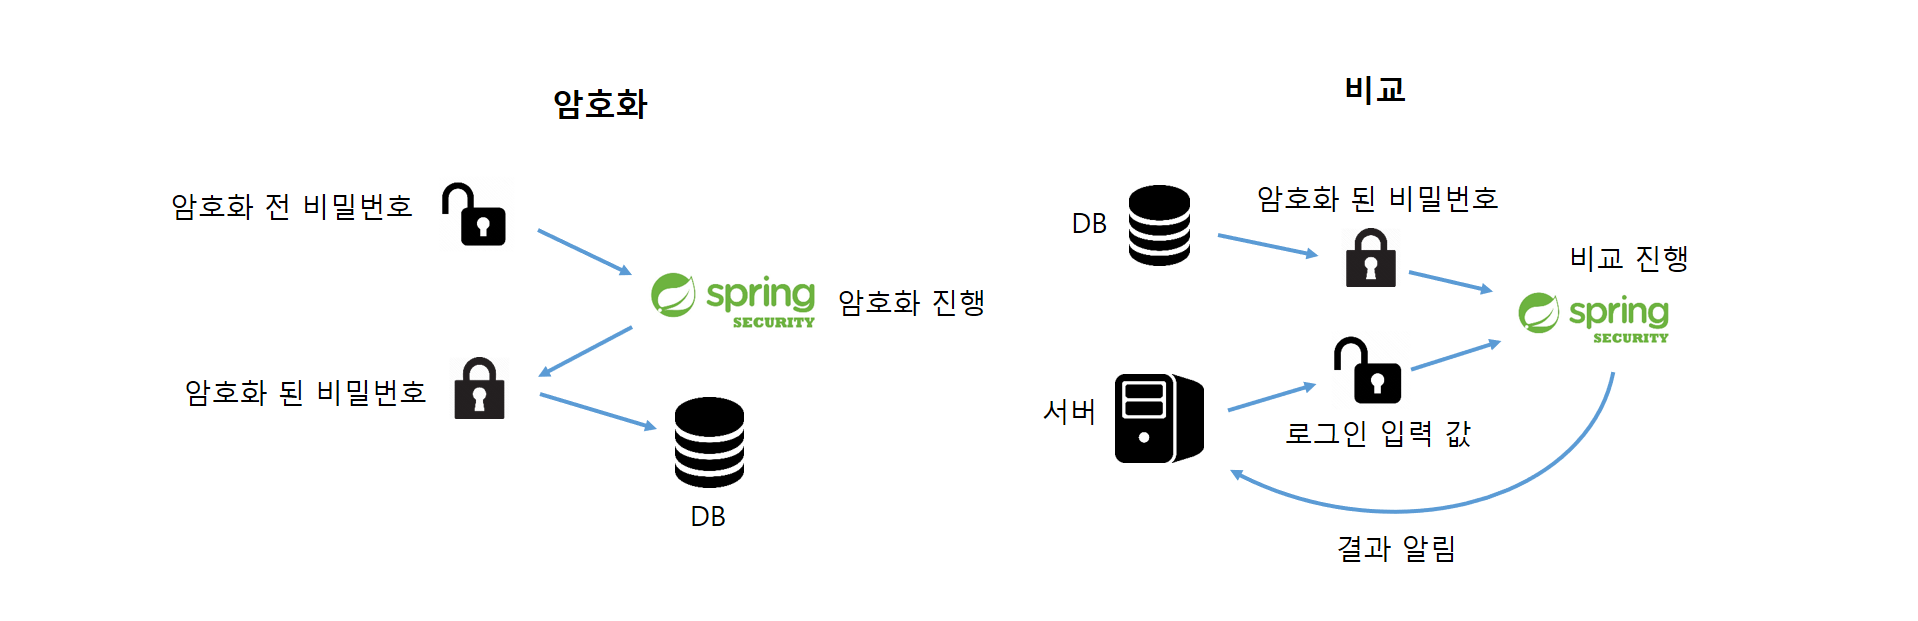 암호화
암호화 전 비밀번호
spring
SECURITY
암호화 진행
암호화 된 비밀번호
DB
비교
DB
암호화 된 비밀번호
비교 진행
spring
SECURITY
서버
로그인 입력 값
결과 알림